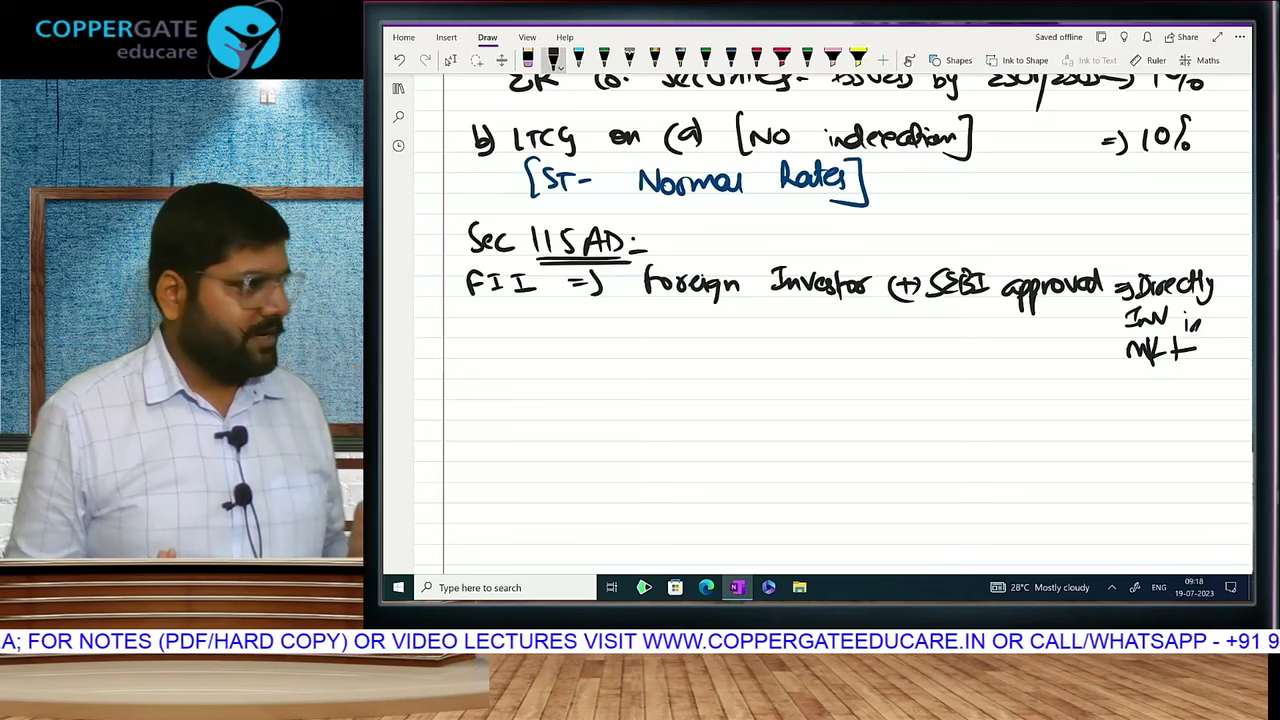 COPPERGATE
educare
Home Insert Draw View Help
Saved offline
Share
Shapes Ink to Shape Ink to Text Ruler Maths
securities issued by
b) LTCG on (a) [No indexation] => 10%
[ST- Normal Rates]
Sec 115AD:-
FII => Foreign Investor (+) SEBI approved => Directly
Inv in
mkt
Type here to search
28°C Mostly cloudy
ENG
09:18
19-07-2023
A; FOR NOTES (PDF/HARD COPY) OR VIDEO LECTURES VISIT WWW.COPPERGATEEDUCARE.IN OR CALL/WHATSAPP - +91 9